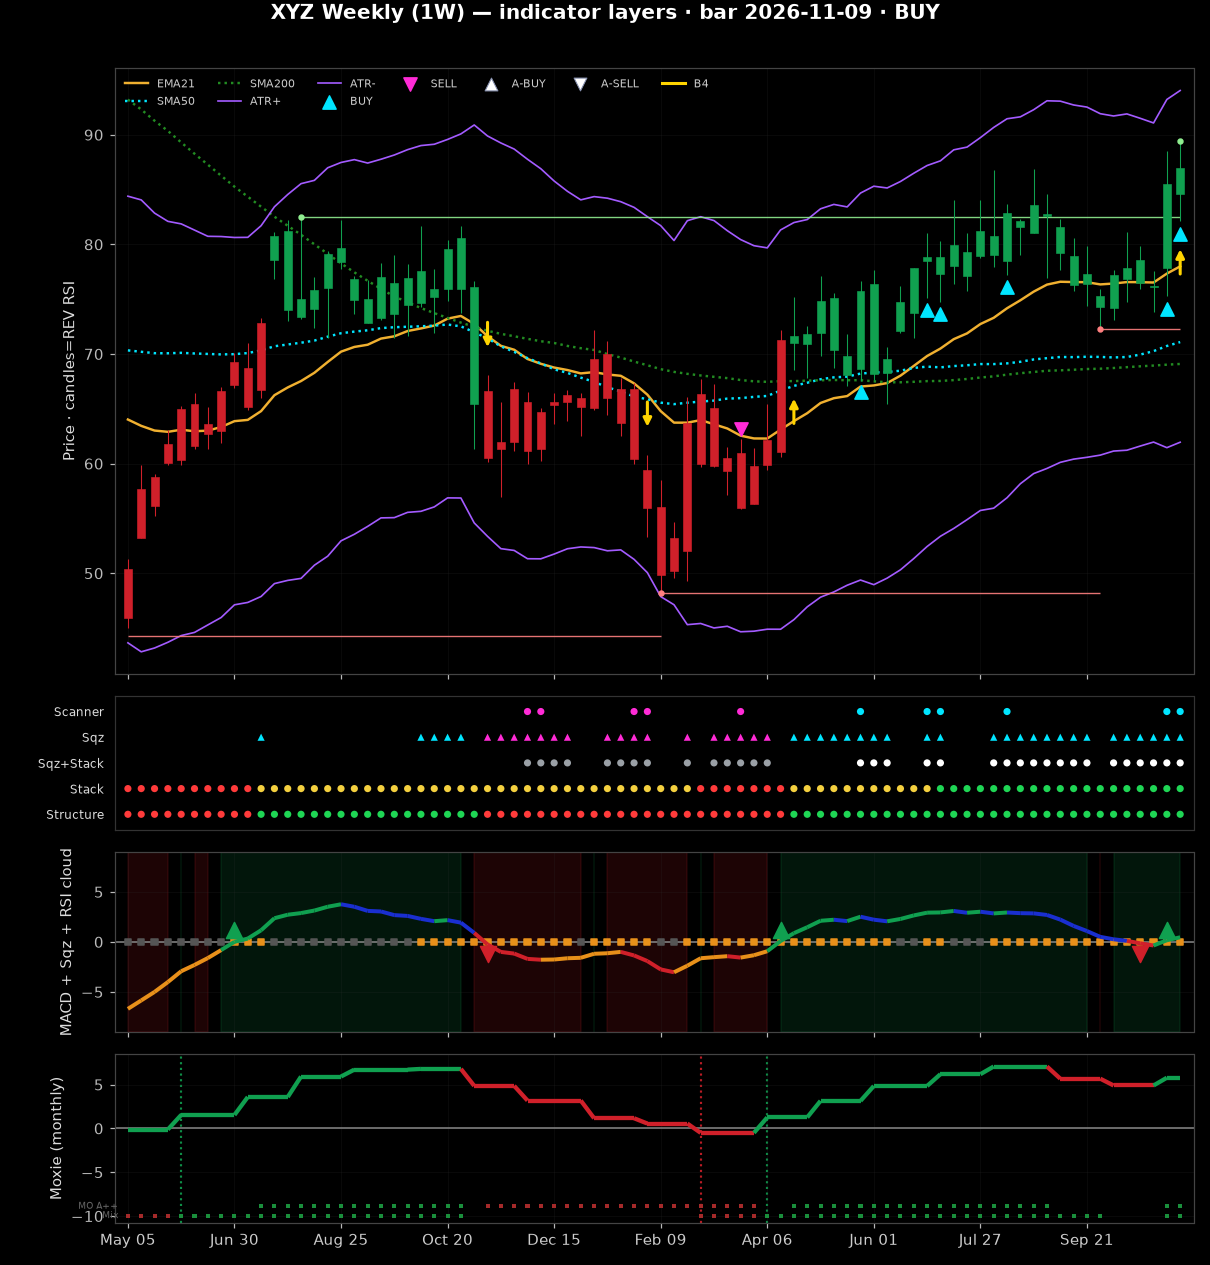 XYZ Weekly (1W) — indicator layers · bar 2026-11-09 · BUY
EMA21 SMA200 ATR- SELL A-BUY A-SELL B4
SMA50 ATR+ BUY
Price · candles=REV RSI
90
80
70
60
50
Scanner
Sqz
Sqz+Stack
Stack
Structure
MACD + Sqz + RSI cloud
5
0
−5
Moxie (monthly)
5
0
−5
MO A++
−10
May 05 Jun 30 Aug 25 Oct 20 Dec 15 Feb 09 Apr 06 Jun 01 Jul 27 Sep 21